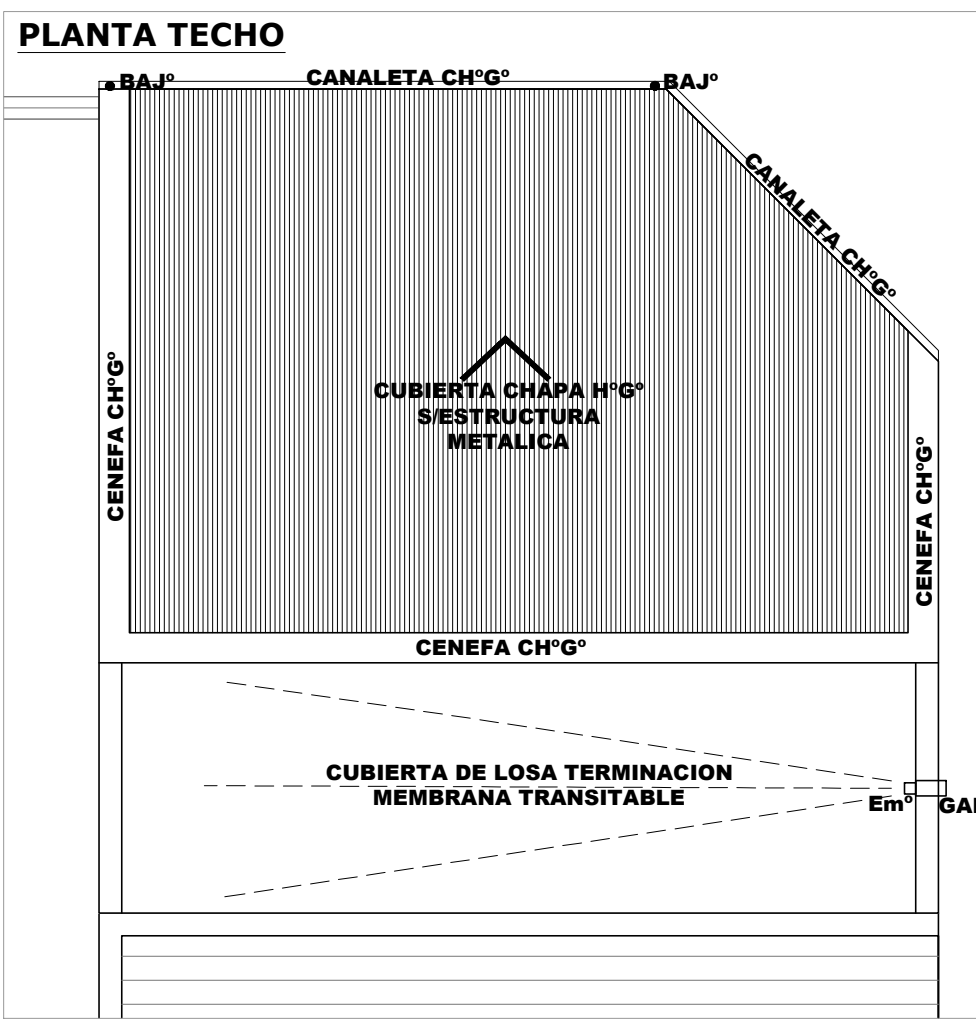 PLANTA TECHO
BAJº
CANALETA CHºGº
BAJº
CANALETA CHºGº
CENEFA CHºGº
CUBIERTA CHAPA HºGº
S/ESTRUCTURA
METALICA
CENEFA CHºGº
CENEFA CHºGº
CUBIERTA DE LOSA TERMINACION
MEMBRANA TRANSITABLE
Emº